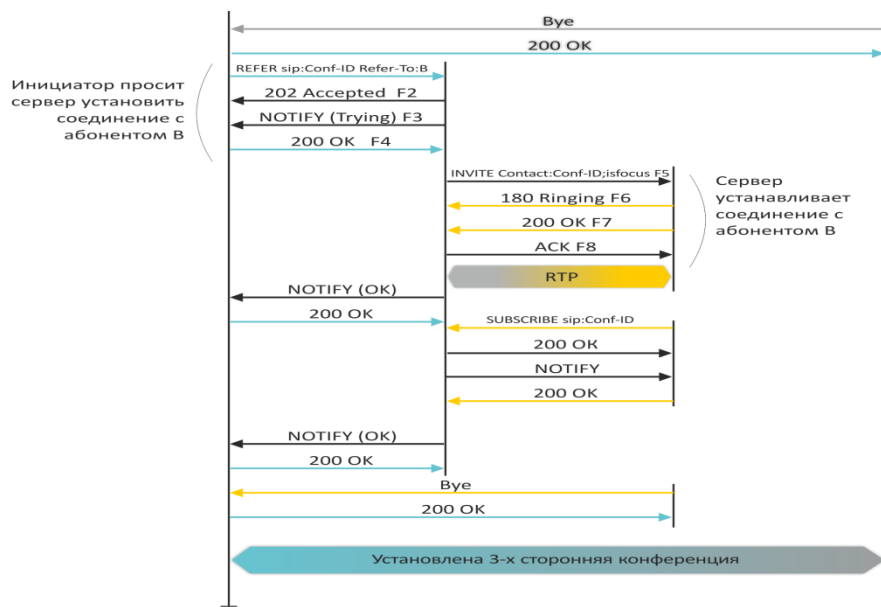 Bye
200 OK
REFER sip:Conf-ID Refer-To:B
Инициатор просит
сервер установить
соединение с
абонентом В
202 Accepted F2
NOTIFY (Trying) F3
200 OK F4
INVITE Contact:Conf-ID;isfocus F5
180 Ringing F6
200 OK F7
ACK F8
Сервер
устанавливает
соединение с
абонентом В
RTP
NOTIFY (OK)
200 OK
SUBSCRIBE sip:Conf-ID
200 OK
NOTIFY
200 OK
NOTIFY (OK)
200 OK
Bye
200 OK
Установлена 3-х сторонняя конференция